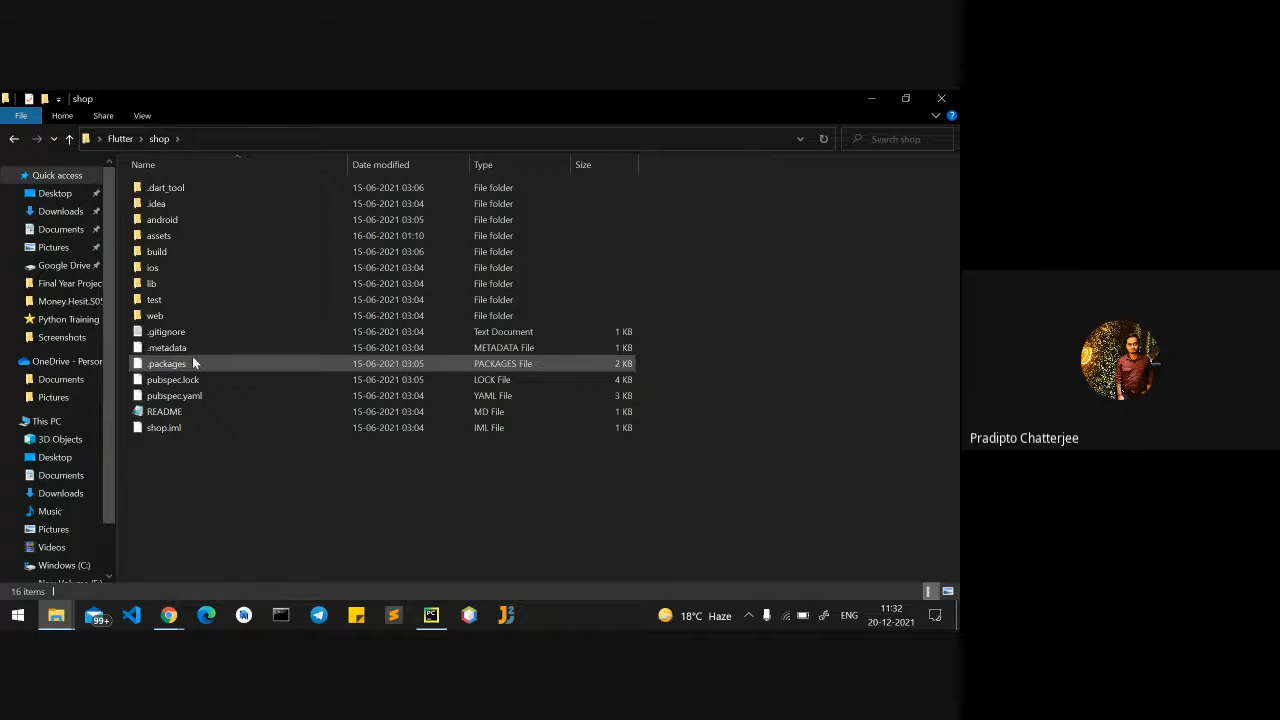 shop
File Home Share View
Flutter shop
Search shop
Name Date modified Type Size
Quick access
Desktop
Downloads
Documents
Pictures
Google Drive
Final Year Projec
Money.Hesit.S05
Python Training
Screenshots
OneDrive - Person
Documents
Pictures
This PC
3D Objects
Desktop
Documents
Downloads
Music
Pictures
Videos
Windows (C:)
.dart_tool 15-06-2021 03:06 File folder
.idea 15-06-2021 03:04 File folder
android 15-06-2021 03:05 File folder
assets 16-06-2021 01:10 File folder
build 15-06-2021 03:06 File folder
ios 15-06-2021 03:04 File folder
lib 15-06-2021 03:04 File folder
test 15-06-2021 03:04 File folder
web 15-06-2021 03:04 File folder
.gitignore 15-06-2021 03:04 Text Document 1 KB
.metadata 15-06-2021 03:04 METADATA File 1 KB
.packages 15-06-2021 03:05 PACKAGES File 2 KB
pubspec.lock 15-06-2021 03:05 LOCK File 4 KB
pubspec.yaml 15-06-2021 03:04 YAML File 3 KB
README 15-06-2021 03:04 MD File 1 KB
shop.iml 15-06-2021 03:04 IML File 1 KB
16 items
99+
18°C Haze
ENG
11:32
20-12-2021
Pradipto Chatterjee